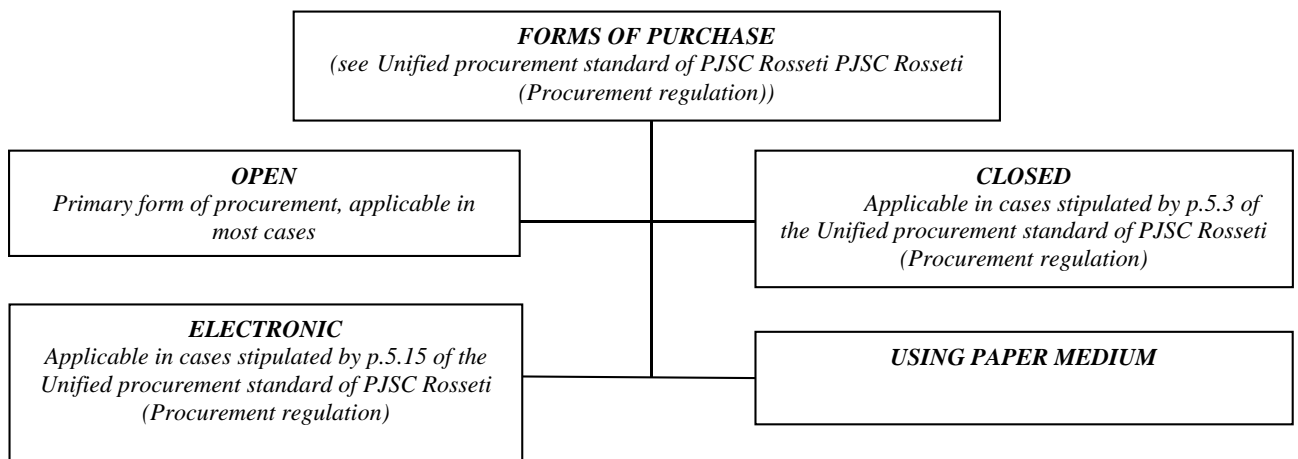 FORMS OF PURCHASE
(see Unified procurement standard of PJSC Rosseti PJSC Rosseti
(Procurement regulation))
OPEN
Primary form of procurement, applicable in
most cases
CLOSED
Applicable in cases stipulated by p.5.3 of
the Unified procurement standard of PJSC Rosseti
(Procurement regulation)
ELECTRONIC
Applicable in cases stipulated by p.5.15 of the
Unified procurement standard of PJSC Rosseti
(Procurement regulation)
USING PAPER MEDIUM